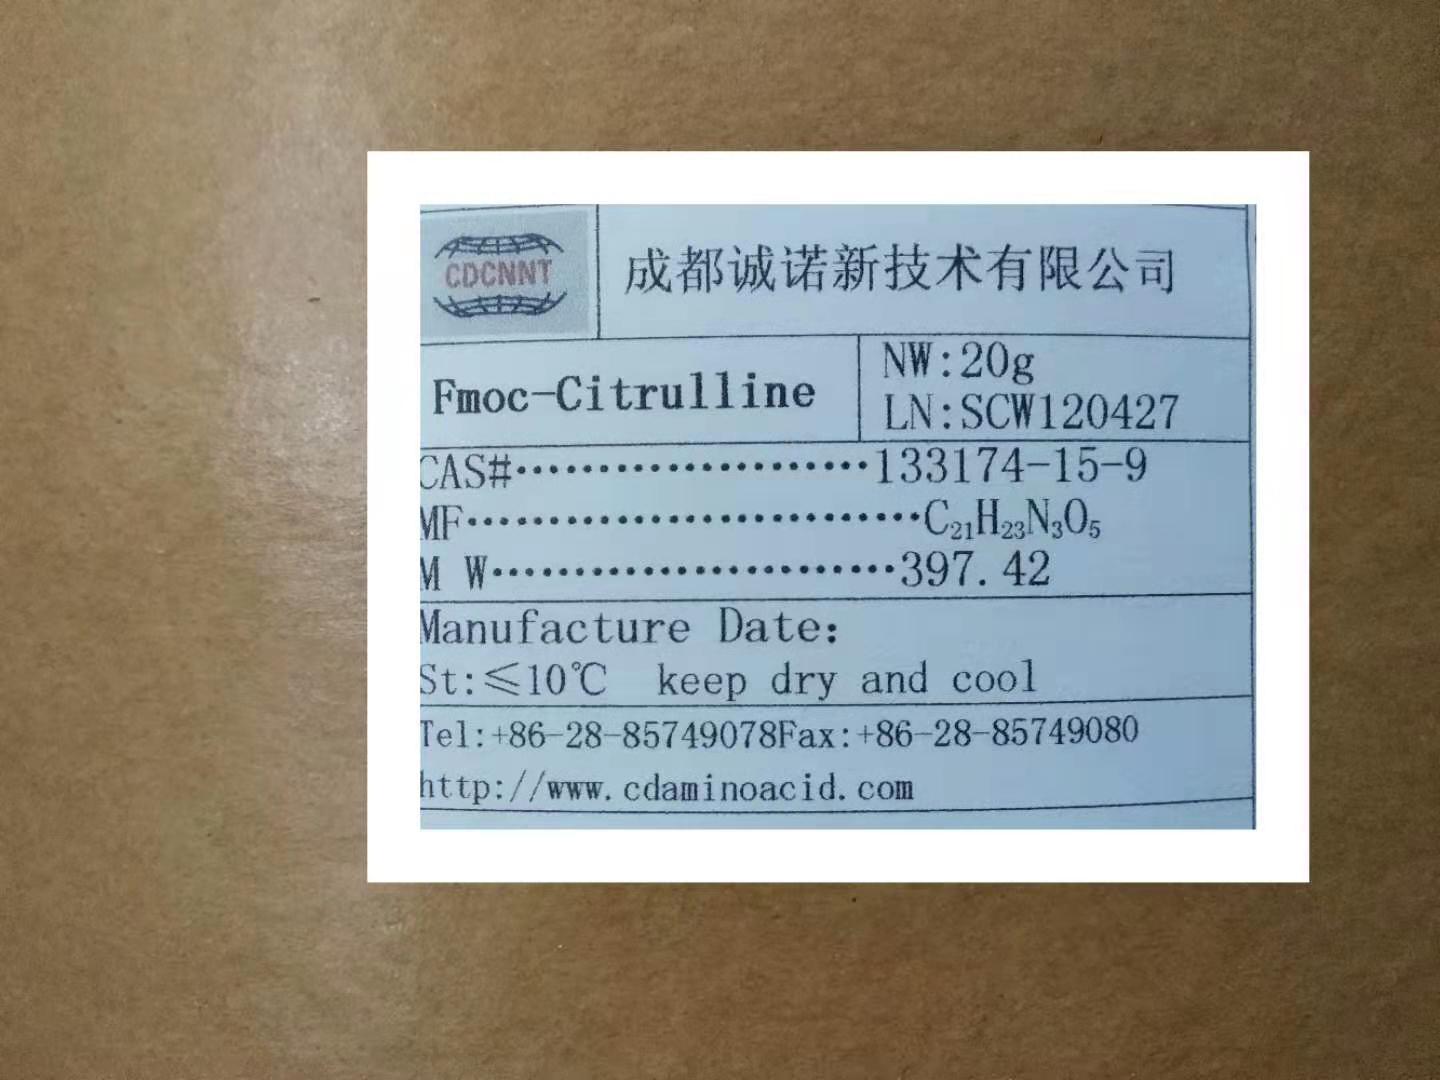 CDCNNT
成都诚诺新技术有限公司
Fmoc-Citrulline
NW:20g
LN:SCW120427
CAS#·····················133174-15-9
MF····························C₂₁H₂₃N₃O₅
M W·························397.42
Manufacture Date:
St:≤10℃ keep dry and cool
Tel:+86-28-85749078Fax:+86-28-85749080
http://www.cdaminoacid.com